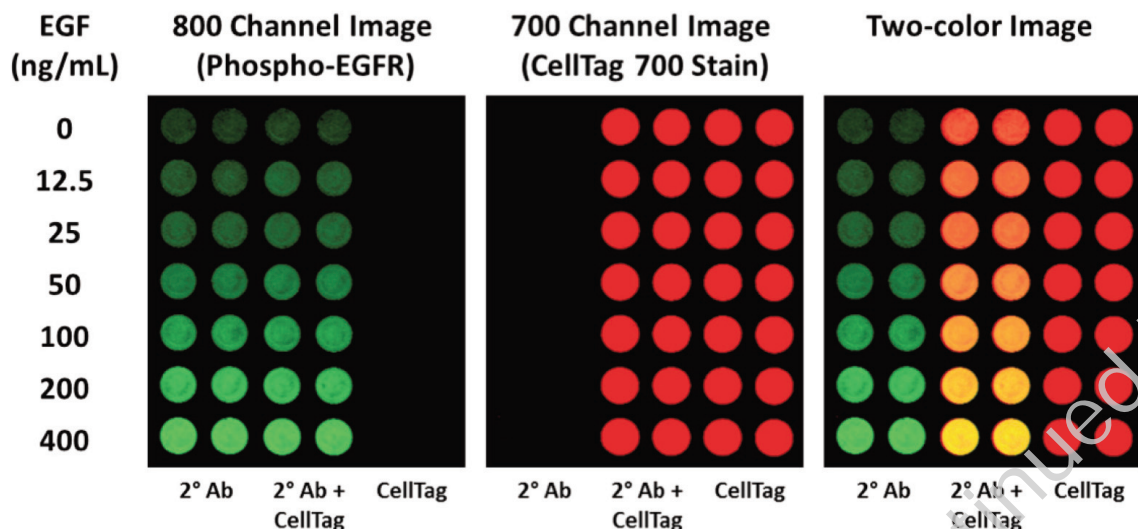 EGF
(ng/mL)
800 Channel Image
(Phospho-EGFR)
700 Channel Image
(CellTag 700 Stain)
Two-color Image
0
12.5
25
50
100
200
400
2° Ab
2° Ab +
CellTag
CellTag
2° Ab
2° Ab +
CellTag
CellTag
2° Ab
2° Ab +
CellTag
CellTag